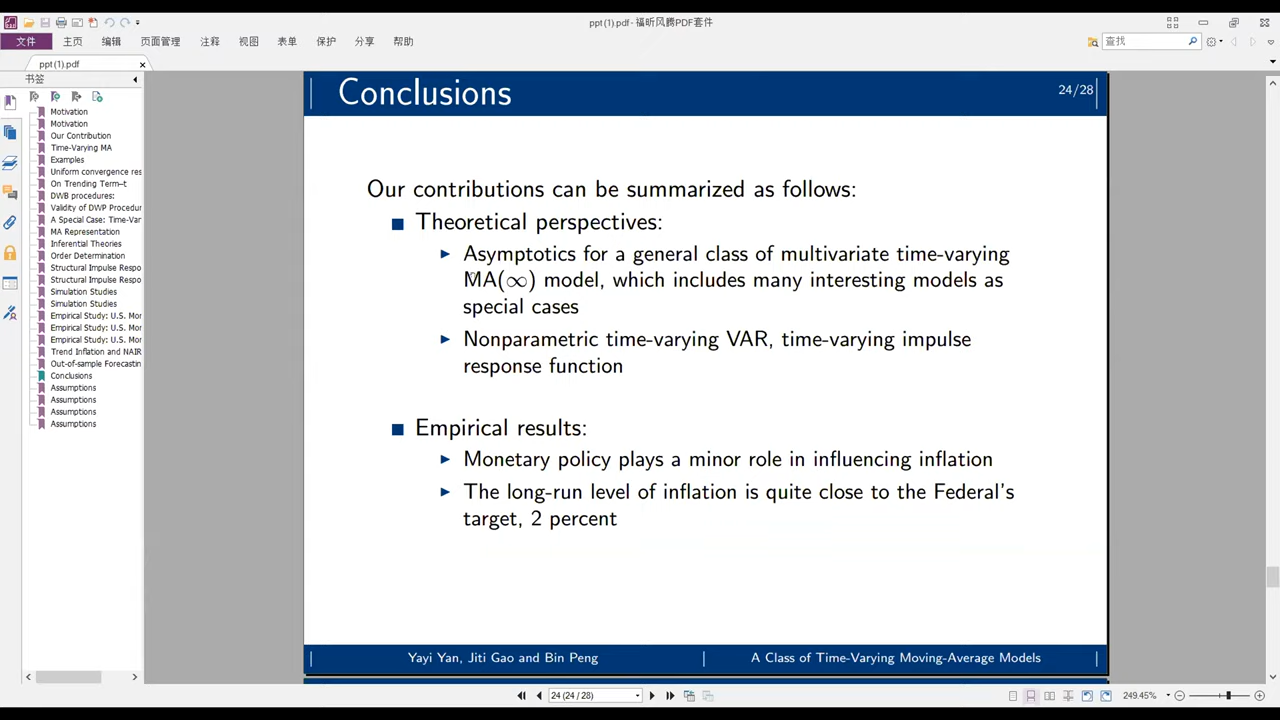 ppt (1).pdf - 福昕风腾PDF套件
文件 主页 编辑 页面管理 注释 视图 表单 保护 分享 帮助
查找
ppt (1).pdf
书签
Motivation
Motivation
Our Contribution
Time-Varying MA
Examples
Uniform convergence res
On Trending Term–t
DWB procedures:
Validity of DWP Procedur
A Special Case: Time-Var
MA Representation
Inferential Theories
Order Determination
Structural Impulse Respo
Structural Impulse Respo
Simulation Studies
Simulation Studies
Empirical Study: U.S. Mor
Empirical Study: U.S. Mor
Empirical Study: U.S. Mor
Trend Inflation and NAIR
Out-of-sample Forecastin
Conclusions
Assumptions
Assumptions
Assumptions
Assumptions
Conclusions
24/28
Our contributions can be summarized as follows:
Theoretical perspectives:
Asymptotics for a general class of multivariate time-varying
MA(∞) model, which includes many interesting models as
special cases
Nonparametric time-varying VAR, time-varying impulse
response function
Empirical results:
Monetary policy plays a minor role in influencing inflation
The long-run level of inflation is quite close to the Federal's
target, 2 percent
Yayi Yan, Jiti Gao and Bin Peng
A Class of Time-Varying Moving-Average Models
24 (24 / 28)
249.45%